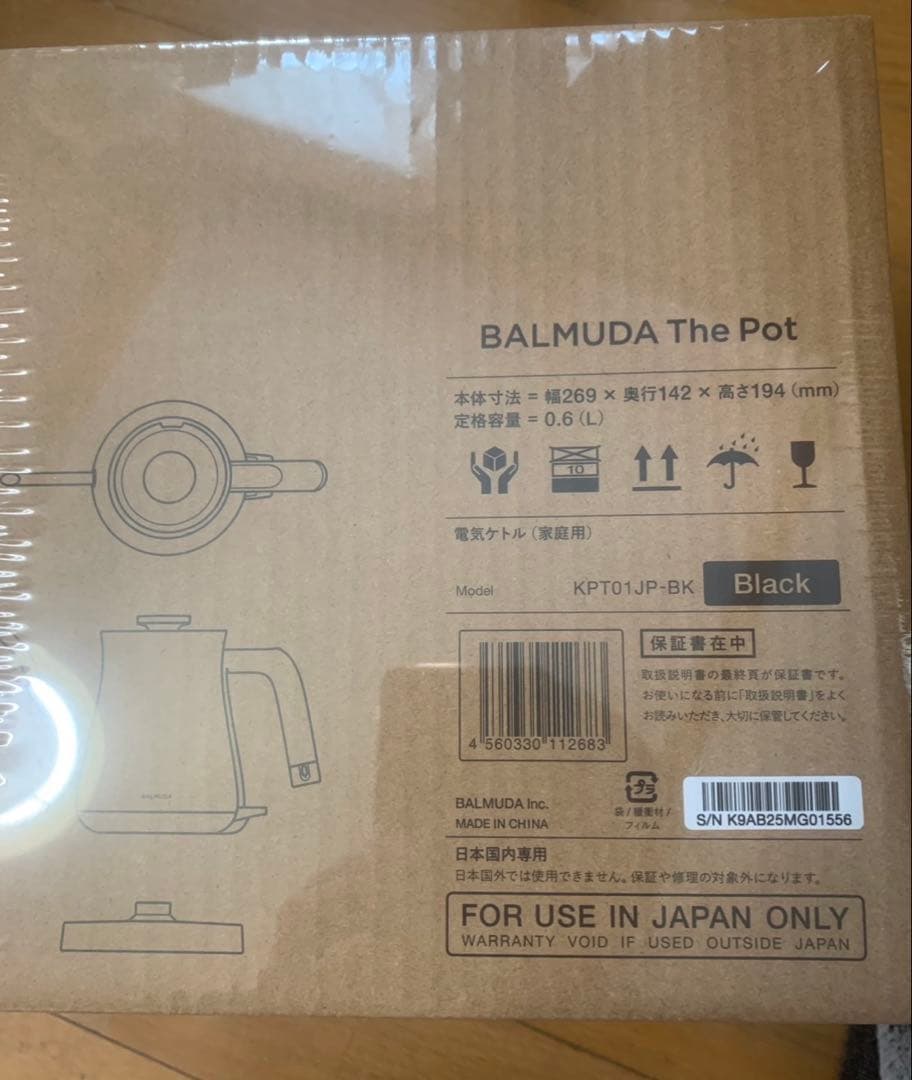 BALMUDA The Pot
本体寸法 = 幅269 × 奥行142 × 高さ194 (mm)
定格容量 = 0.6 (L)
10
電気ケトル (家庭用)
Model KPT01JP-BK Black
4 560330 112683
保証書在中
取扱説明書の最終頁が保証書です。
お使いになる前に「取扱説明書」をよく
お読みいただき、大切に保管してください。
BALMUDA
BALMUDA Inc.
MADE IN CHINA
プラ
袋 / 緩衝材 /
フィルム
S/N K9AB25MG01556
日本国内専用
日本国外では使用できません。保証や修理の対象外になります。
FOR USE IN JAPAN ONLY
WARRANTY VOID IF USED OUTSIDE JAPAN